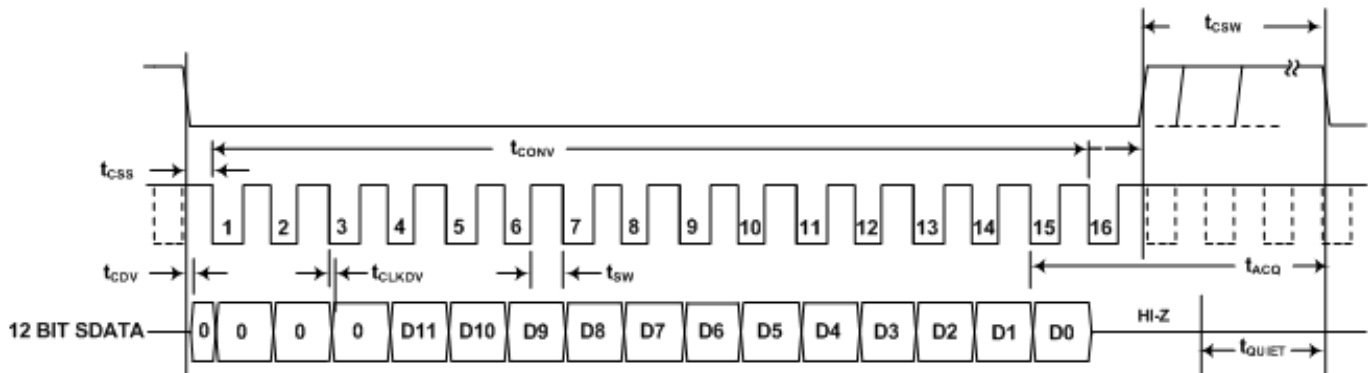 tCSW
tCONV
tCSS
1 2 3 4 5 6 7 8 9 10 11 12 13 14 15 16
tCDV tCLKDV tSW tACQ
12 BIT SDATA 0 0 0 0 D11 D10 D9 D8 D7 D6 D5 D4 D3 D2 D1 D0 HI-Z
tQUIET